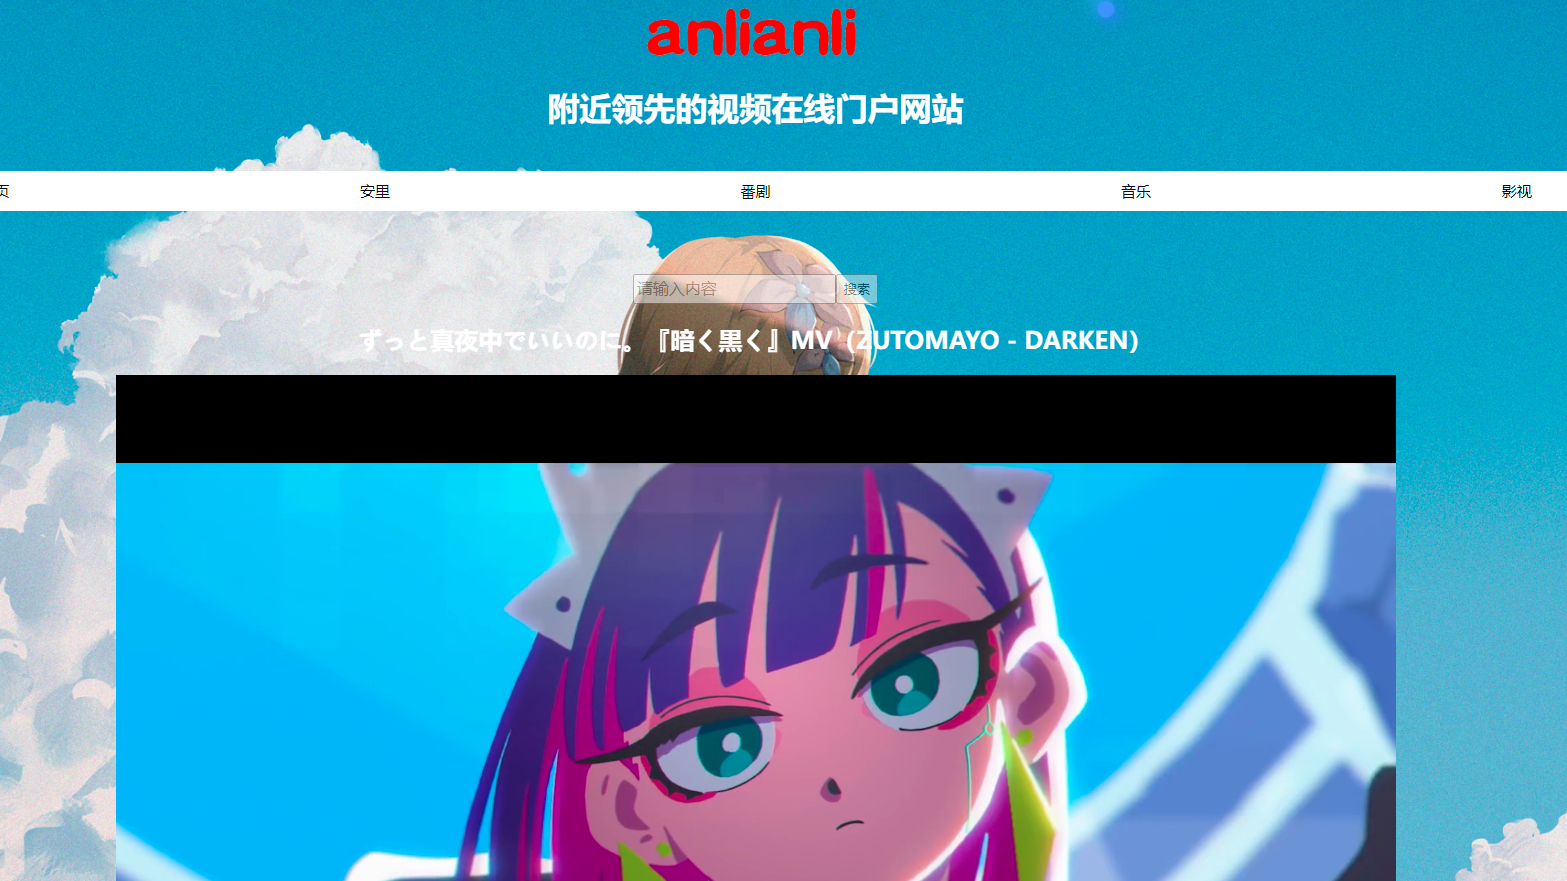 anlianli
附近领先的视频在线门户网站
页 安里 番剧 音乐 影视
请输入内容 搜索
ずっと真夜中でいいのに。『暗く黒く』MV (ZUTOMAYO - DARKEN)